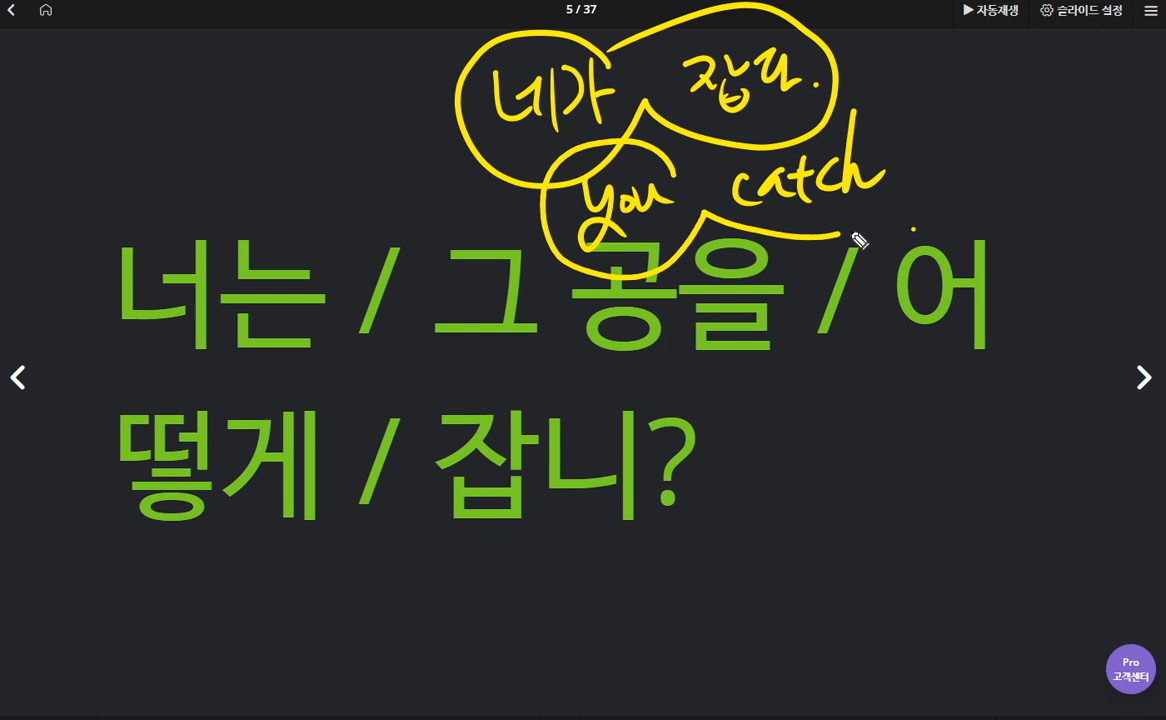 5 / 37
자동재생
슬라이드 설정
네가 잡다.
you catch
너는 / 그 공을 / 어
떻게 / 잡니?
Pro
고객센터